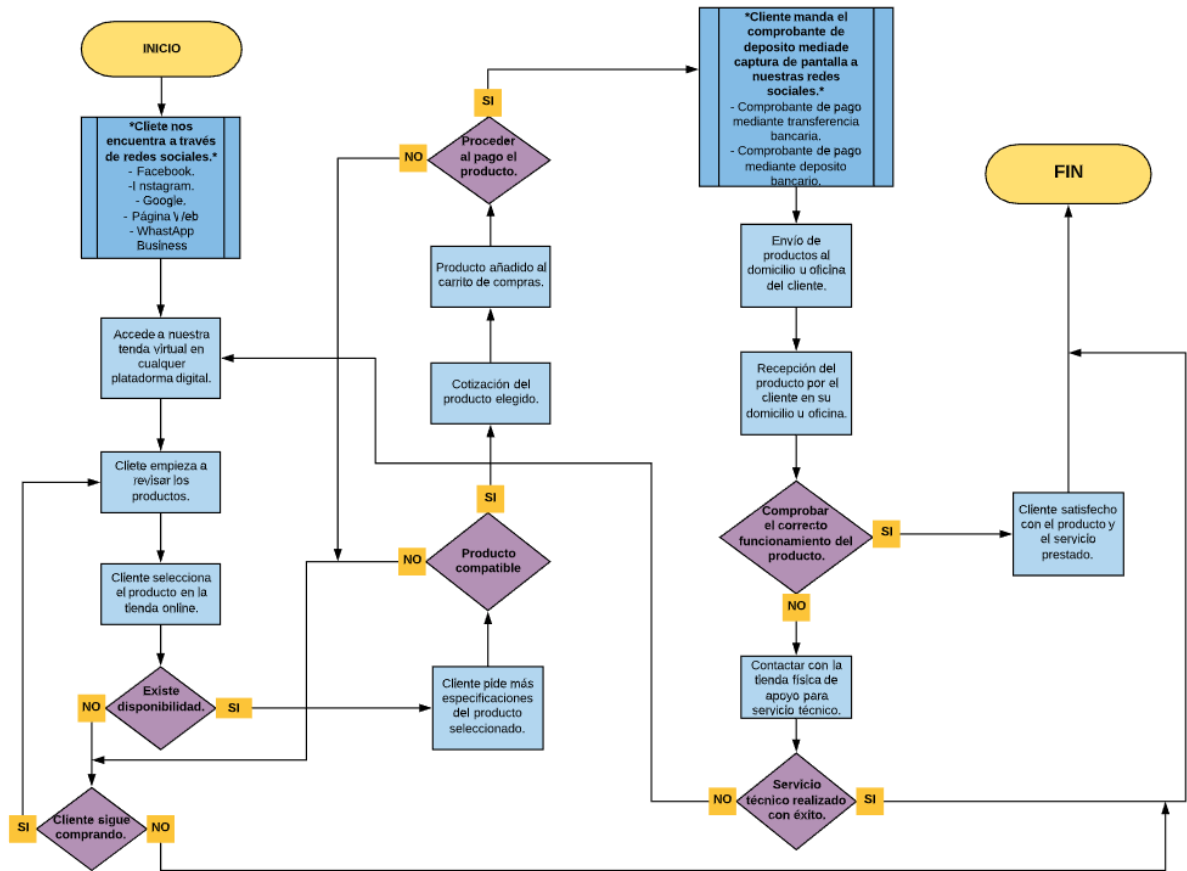 INICIO
*Cliete nos
encuentra a través
de redes sociales.*
- Facebook.
-I nstagram.
- Google.
- Página Web
- WhastApp
Business
Accede a nuestra
tenda virtual en
cualquer
platadorma digital.
Cliete empieza a
revisar los
productos.
Cliente selecciona
el producto en la
tienda online.
Existe
disponibilidad.
NO
SI
Cliente sigue
comprando.
SI
NO
Cliente pide más
especificaciones
del producto
seleccionado.
Producto
compatible
NO
SI
Cotización del
producto elegido.
Producto añadido al
carrito de compras.
Proceder
al pago el
producto.
NO
SI
*Cliente manda el
comprobante de
deposito mediade
captura de pantalla a
nuestras redes
sociales.*
- Comprobante de pago
mediante transferencia
bancaria.
- Comprobante de pago
mediante deposito
bancario.
Envío de
productos al
domicilio u oficina
del cliente.
Recepción del
producto por el
cliente en su
domicilio u oficina.
Comprobar
el correcto
funcionamiento del
producto.
SI
NO
Cliente satisfecho
con el producto y
el servicio
prestado.
Contactar con la
tienda física de
apoyo para
servicio técnico.
Servicio
técnico realizado
con éxito.
NO
SI
FIN